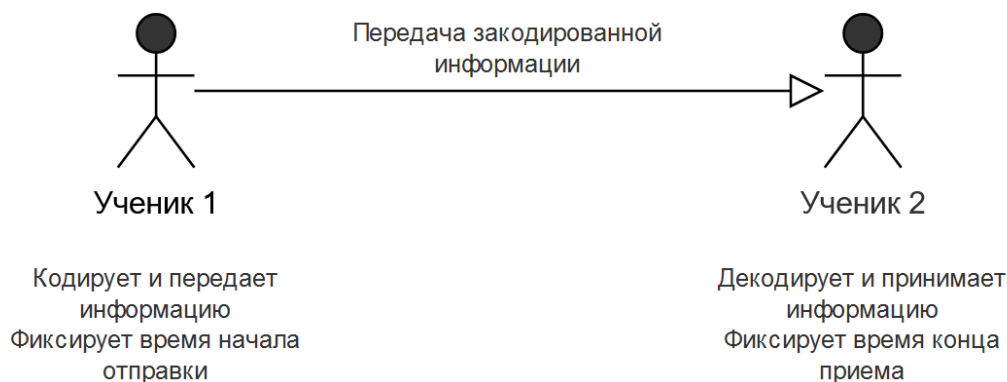 Передача закодированной
информации
Ученик 1
Ученик 2
Кодирует и передает
информацию
Фиксирует время начала
отправки
Декодирует и принимает
информацию
Фиксирует время конца
приема